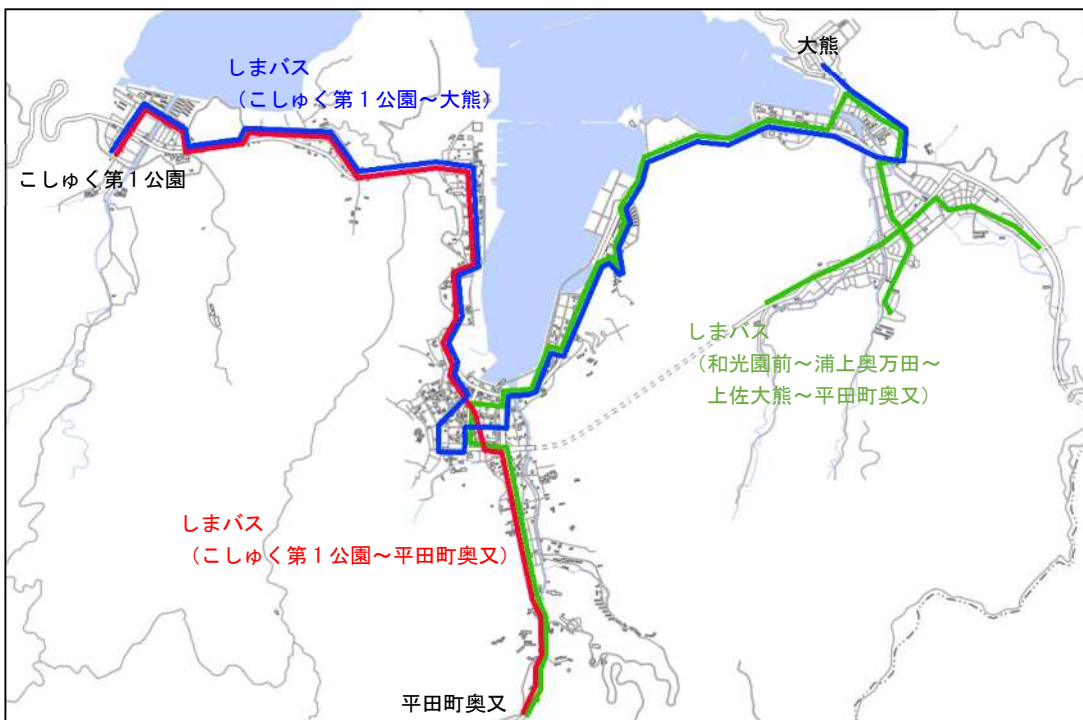 大熊
しまバス
(こしゅく第1公園~大熊)
こしゅく第1公園
しまバス
(和光園前~浦上奥万田~
上佐大熊~平田町奥又)
しまバス
(こしゅく第1公園~平田町奥又)
平田町奥又